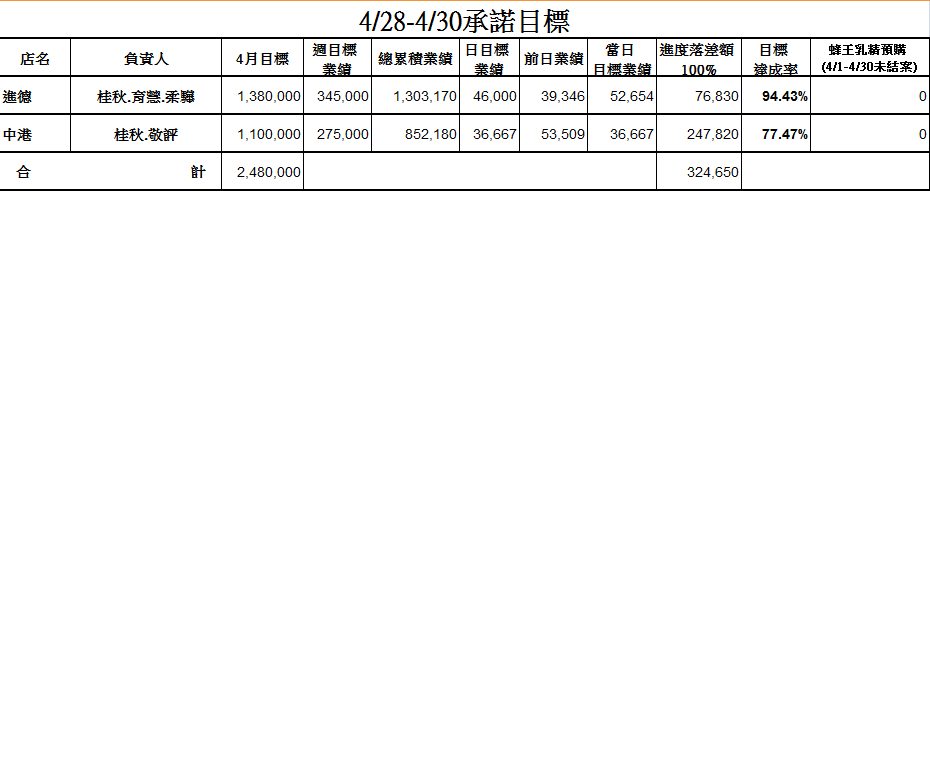 4/28-4/30承諾目標
店名 負責人 4月目標 週目標業績 總累積業績 日目標業績 前日業績 當日目標業績 進度落差額100% 目標達成率 蜂王乳精預購(4/1-4/30未結案)
進德 桂秋.育慧.柔驊 1,380,000 345,000 1,303,170 46,000 39,346 52,654 76,830 94.43% 0
中港 桂秋.敬評 1,100,000 275,000 852,180 36,667 53,509 36,667 247,820 77.47% 0
合計 2,480,000 324,650